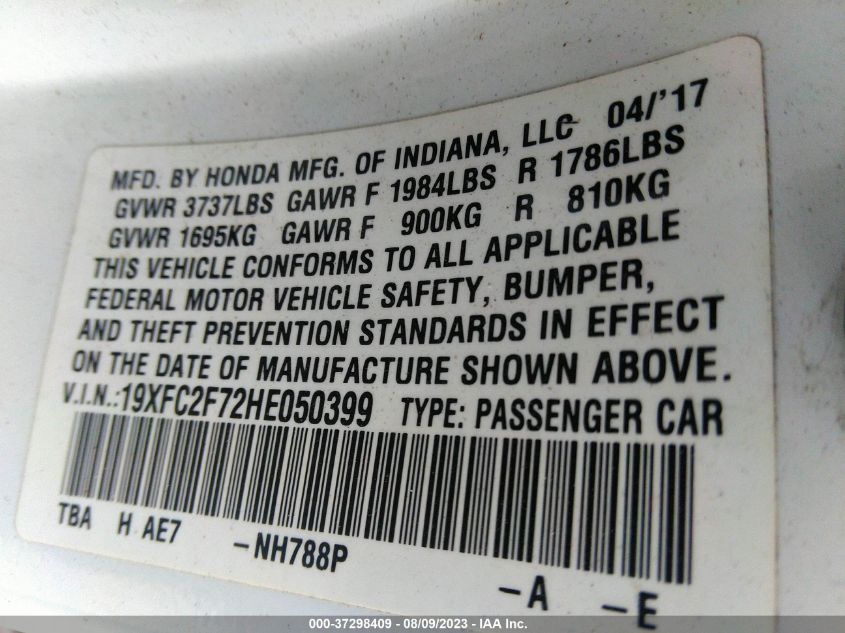 MFD. BY HONDA MFG. OF INDIANA, LLC 04/'17
GVWR 3737LBS GAWR F 1984LBS R 1786LBS
GVWR 1695KG GAWR F 900KG R 810KG
THIS VEHICLE CONFORMS TO ALL APPLICABLE
FEDERAL MOTOR VEHICLE SAFETY, BUMPER,
AND THEFT PREVENTION STANDARDS IN EFFECT
ON THE DATE OF MANUFACTURE SHOWN ABOVE.
V.I.N.:19XFC2F72HE050399 TYPE: PASSENGER CAR
TBA H AE7 -NH788P -A -E
000-37298409 - 08/09/2023 - IAA Inc.